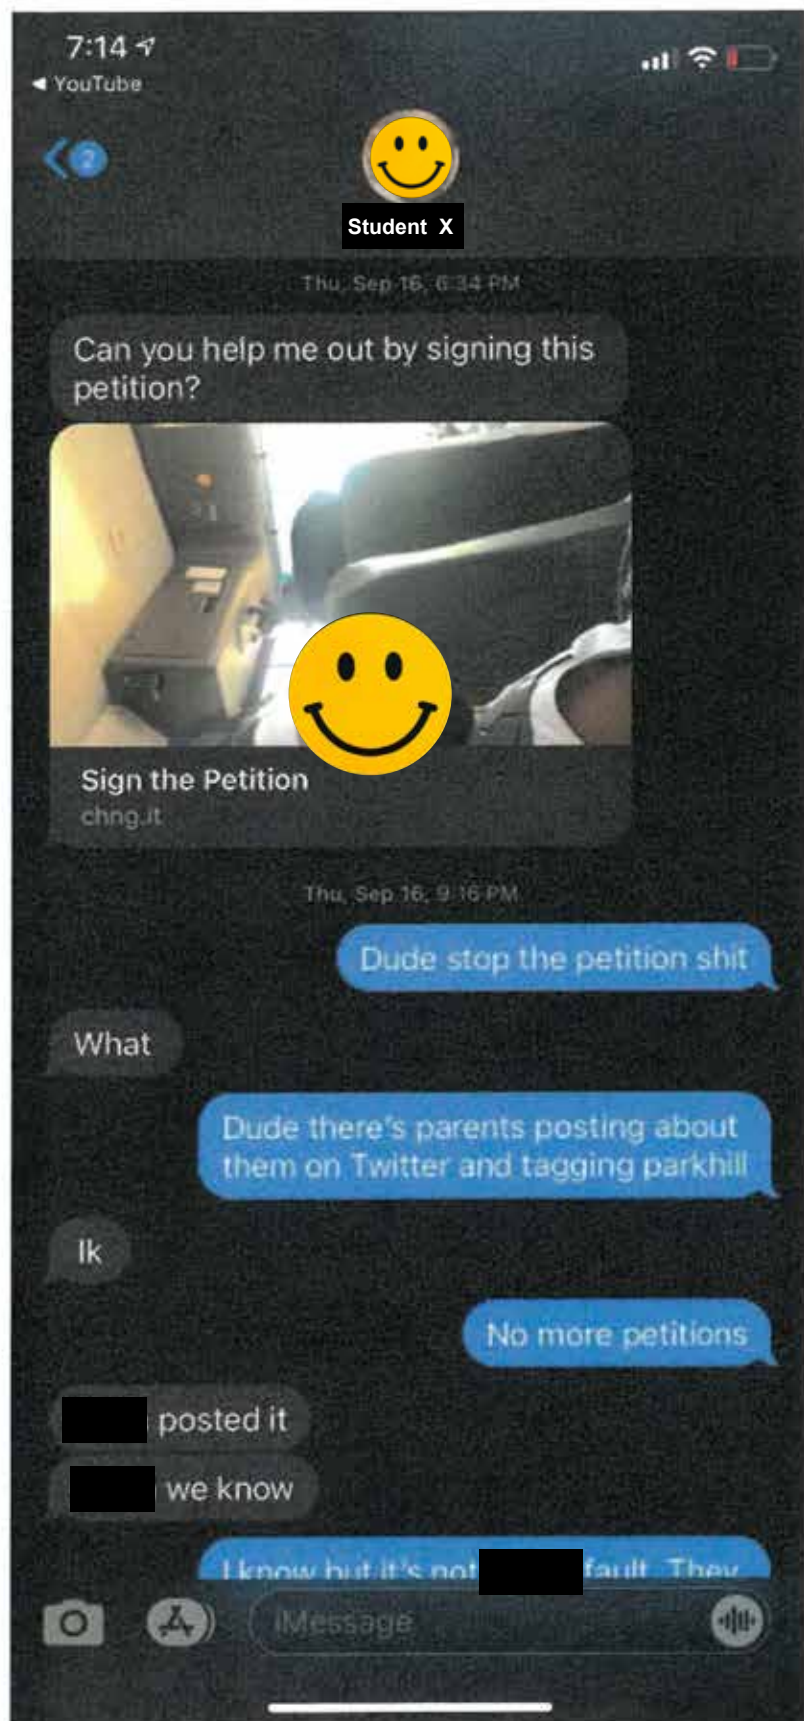 7:14
◀ YouTube
2
Student X
Thu, Sep 16, 6:34 PM
Can you help me out by signing this
petition?
Sign the Petition
chng.it
Thu, Sep 16, 9:16 PM
Dude stop the petition shit
What
Dude there's parents posting about
them on Twitter and tagging parkhill
Ik
No more petitions
posted it
we know
I know but it's not fault. They
iMessage